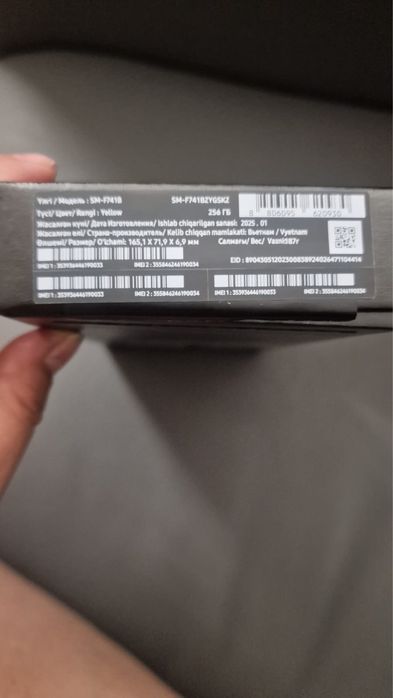 Үлгі / Модель : SM-F741B SM-F741BZYGSKZ
Түсі/ Цвет/ Rangi : Yellow 256 ГБ
8 806095 620930
Жасалған күні/ Дата Изготовления/ Ishlab chiqarilgan sanasi: 2025 . 01
Жасалған елі/ Страна-производитель/ Kelib chiqqan mamlakati: Вьетнам / Vyetnam
Өлшемі/ Размер/ O'lchami: 165,1 X 71,9 X 6,9 мм Салмағы/ Вес/ Vazni:187г
EID :
IMEI 1 : 353936446190033 IMEI 2 : 355846246190034
IMEI 1 : 353936446190033 IMEI 2 : 355846246190034 IMEI 1 : 353936446190033 IMEI 2 : 355846246190034